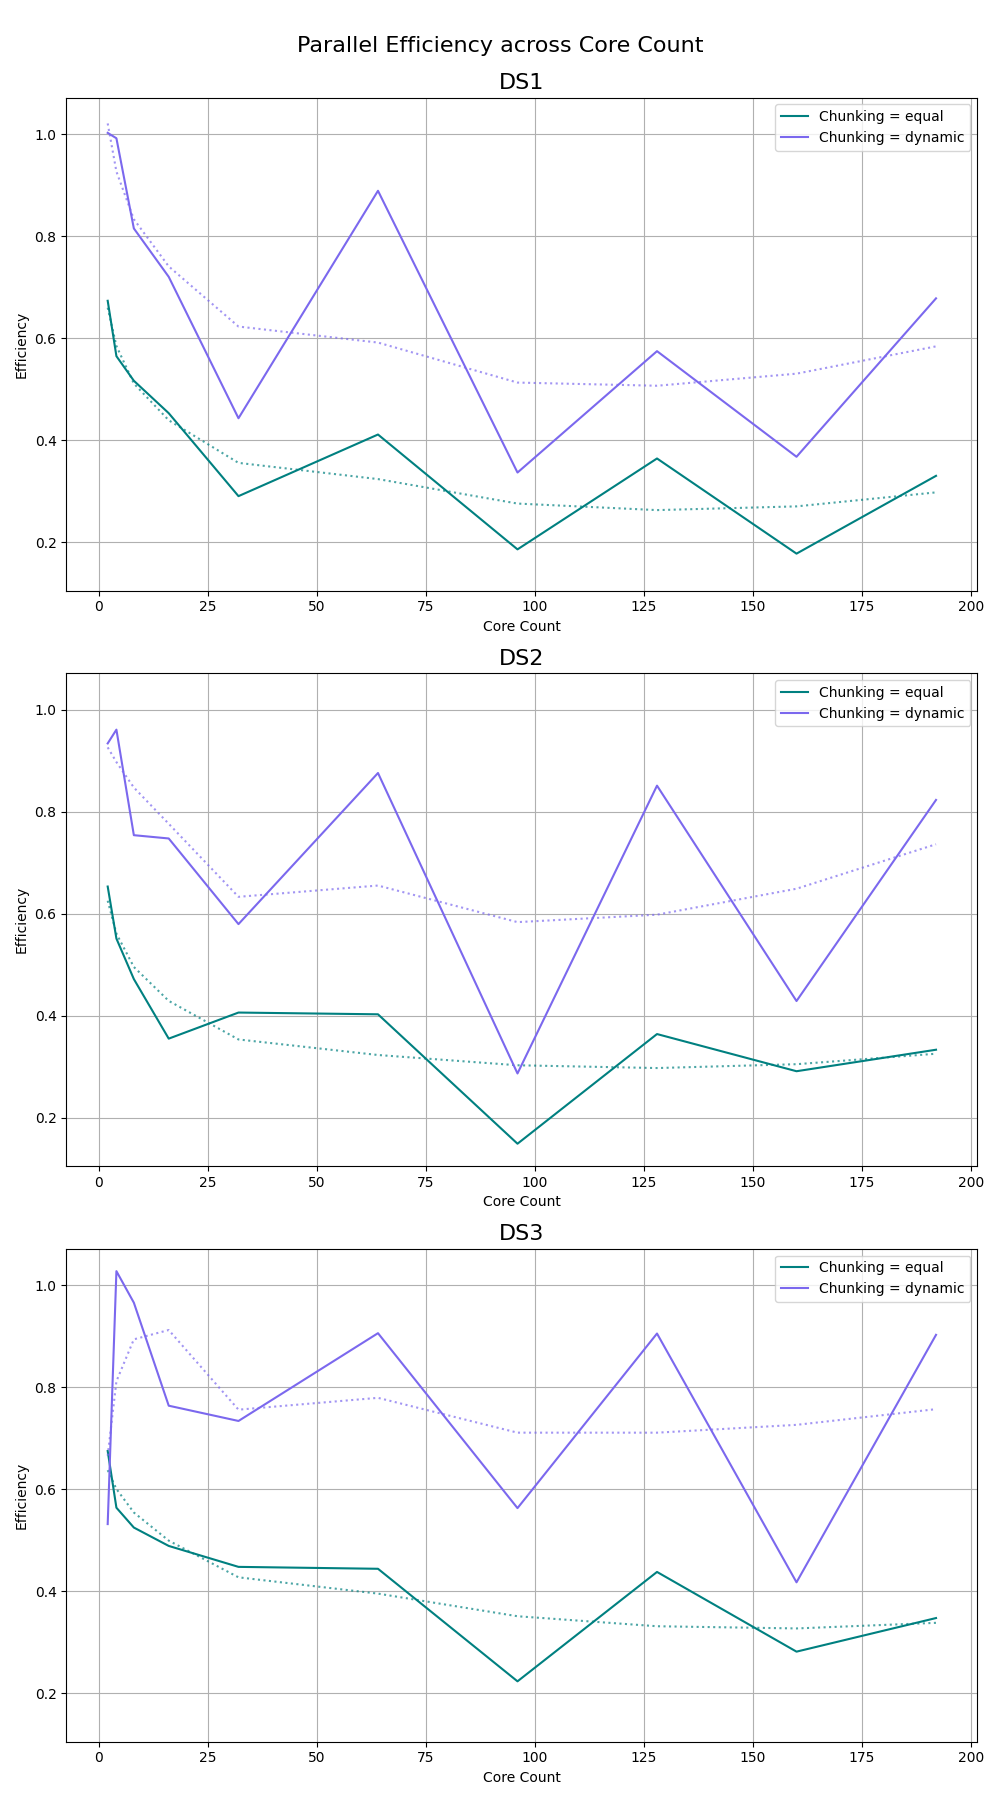 Parallel Efficiency across Core Count
DS1
Chunking = equal
Chunking = dynamic
1.0
0.8
0.6
0.4
0.2
Efficiency
0 25 50 75 100 125 150 175 200
Core Count
DS2
Chunking = equal
Chunking = dynamic
1.0
0.8
0.6
0.4
0.2
Efficiency
0 25 50 75 100 125 150 175 200
Core Count
DS3
Chunking = equal
Chunking = dynamic
1.0
0.8
0.6
0.4
0.2
Efficiency
0 25 50 75 100 125 150 175 200
Core Count